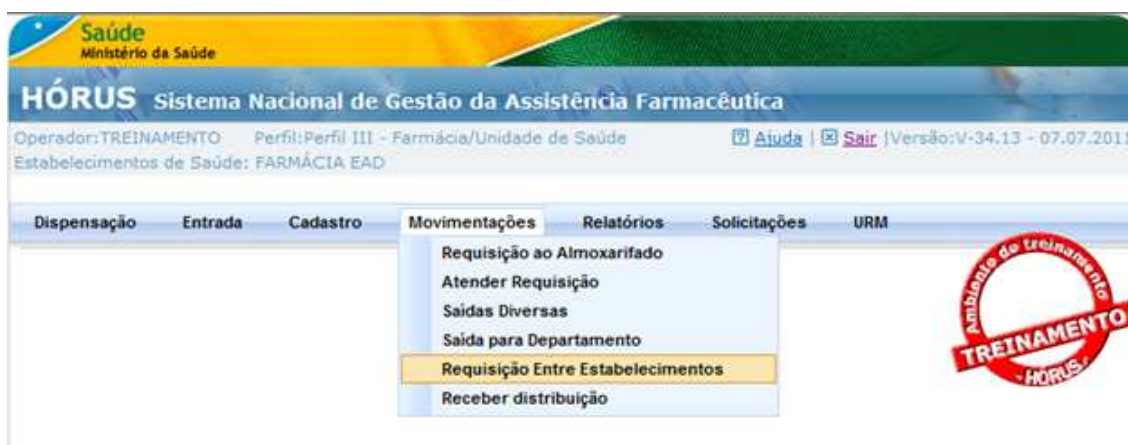 Saúde
Ministério da Saúde
HÓRUS Sistema Nacional de Gestão da Assistência Farmacêutica
Operador:TREINAMENTO Perfil:Perfil III - Farmácia/Unidade de Saúde Ajuda | Sair |Versão:V-34.13 - 07.07.2011
Estabelecimentos de Saúde: FARMÁCIA EAD
Dispensação Entrada Cadastro Movimentações Relatórios Solicitações URM
Requisição ao Almoxarifado
Atender Requisição
Saídas Diversas
Saída para Departamento
Requisição Entre Estabelecimentos
Receber distribuição
Ambiente de treinamento
TREINAMENTO
- HÓRUS -